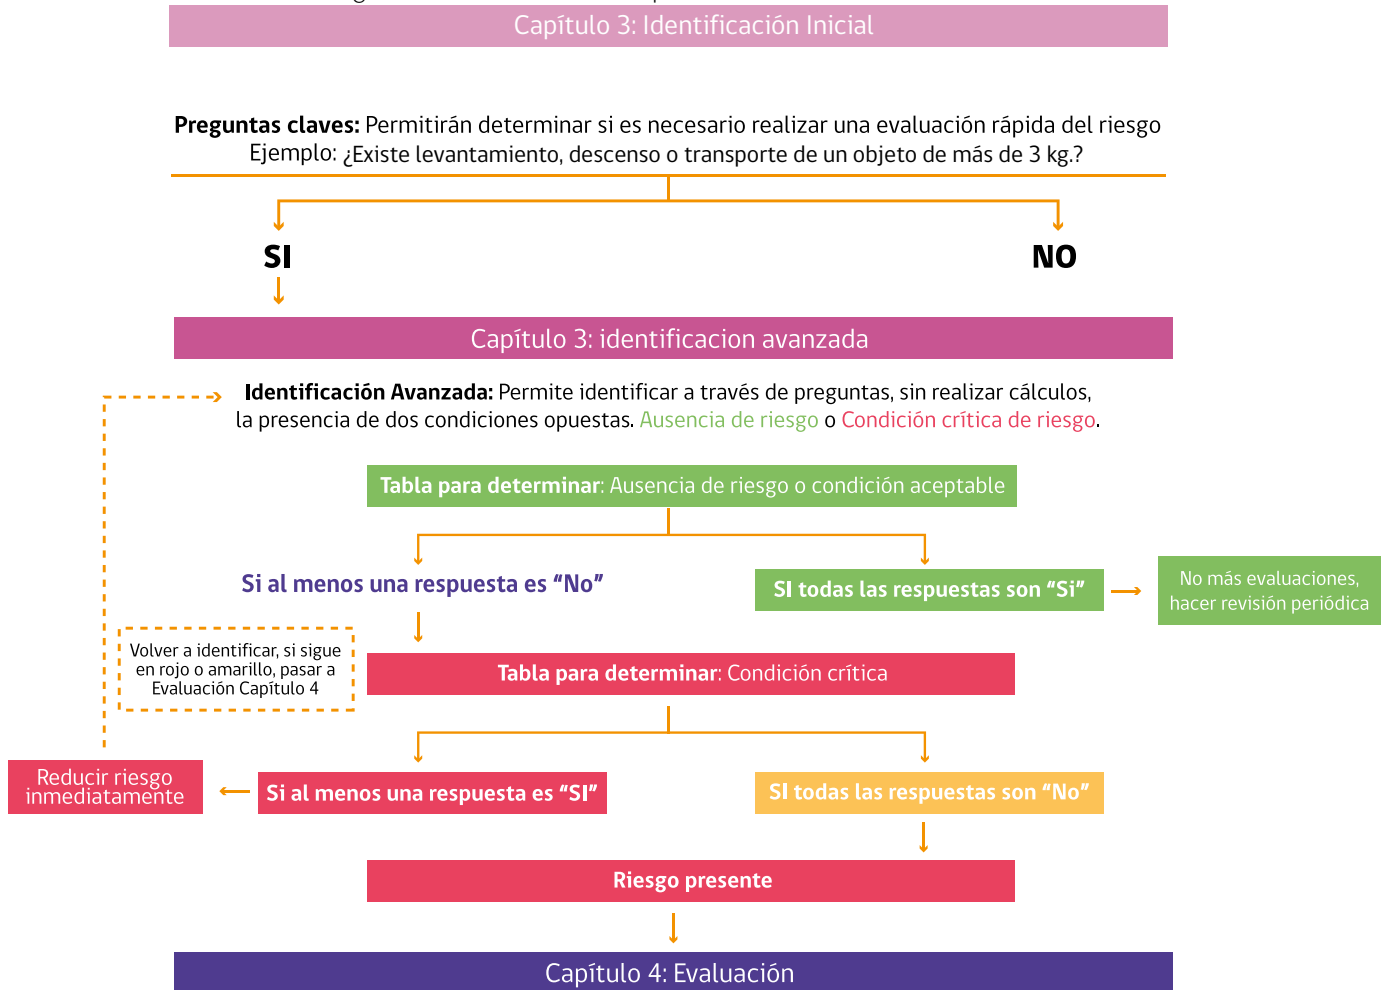 Capítulo 3: Identificación Inicial
Preguntas claves: Permitirán determinar si es necesario realizar una evaluación rápida del riesgo
Ejemplo: ¿Existe levantamiento, descenso o transporte de un objeto de más de 3 kg.?
SI
NO
Capítulo 3: identificacion avanzada
Identificación Avanzada: Permite identificar a través de preguntas, sin realizar cálculos,
la presencia de dos condiciones opuestas. Ausencia de riesgo o Condición crítica de riesgo.
Tabla para determinar: Ausencia de riesgo o condición aceptable
Si al menos una respuesta es “No”
SI todas las respuestas son “Si”
No más evaluaciones,
hacer revisión periódica
Volver a identificar, si sigue
en rojo o amarillo, pasar a
Evaluación Capítulo 4
Tabla para determinar: Condición crítica
Reducir riesgo
inmediatamente
Si al menos una respuesta es “SI”
SI todas las respuestas son “No”
Riesgo presente
Capítulo 4: Evaluación